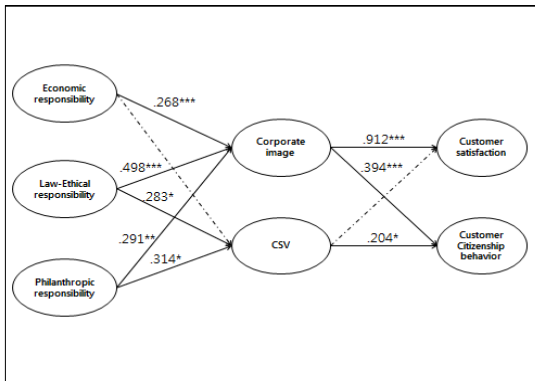 Economic
responsibility
.268***
Corporate
image
.912***
Customer
satisfaction
.498***
.394***
Law-Ethical
responsibility
.283*
.291**
CSV
.204*
Customer
Citizenship
behavior
.314*
Philanthropic
responsibility